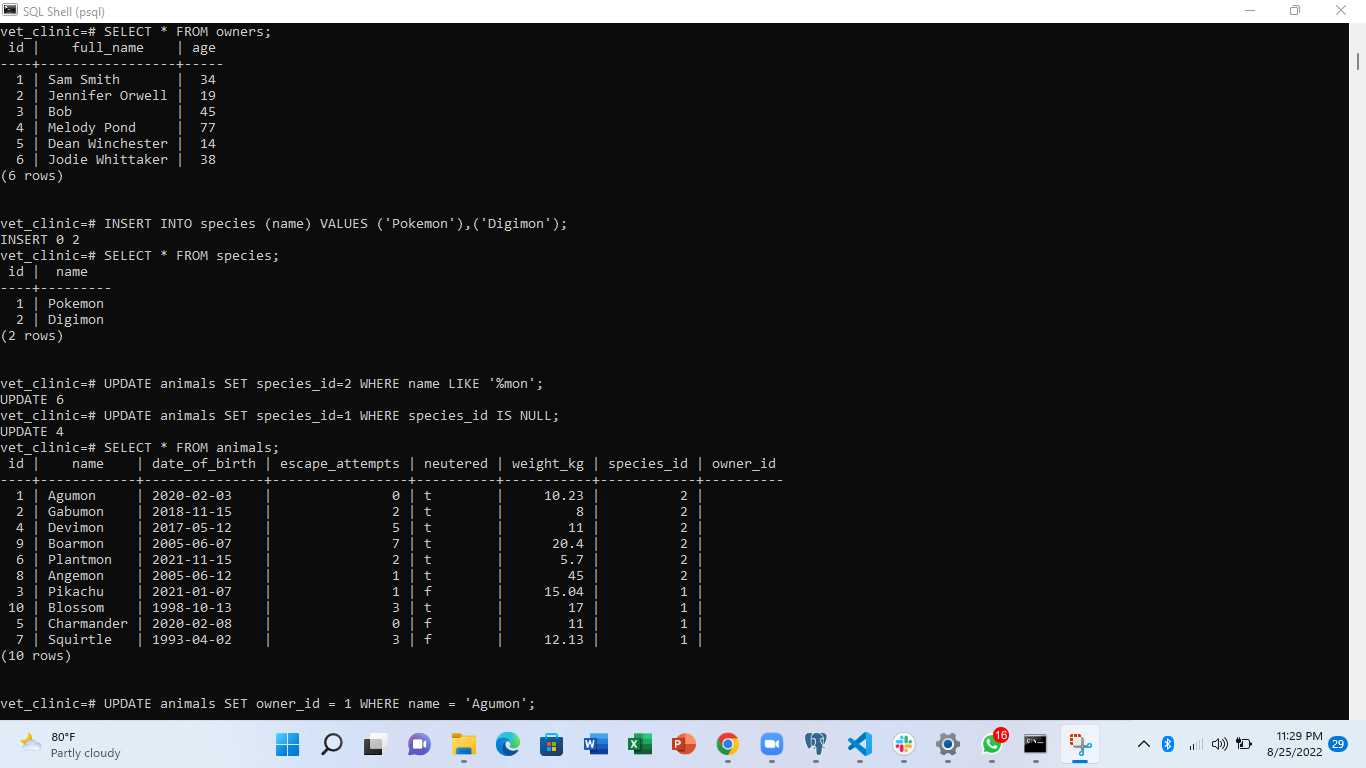 SQL Shell (psql)
vet_clinic=# SELECT * FROM owners;
 id |    full_name    | age
----+-----------------+-----
  1 | Sam Smith       |  34
  2 | Jennifer Orwell |  19
  3 | Bob             |  45
  4 | Melody Pond     |  77
  5 | Dean Winchester |  14
  6 | Jodie Whittaker |  38
(6 rows)
vet_clinic=# INSERT INTO species (name) VALUES ('Pokemon'),('Digimon');
INSERT 0 2
vet_clinic=# SELECT * FROM species;
 id |  name
----+---------
  1 | Pokemon
  2 | Digimon
(2 rows)
vet_clinic=# UPDATE animals SET species_id=2 WHERE name LIKE '%mon';
UPDATE 6
vet_clinic=# UPDATE animals SET species_id=1 WHERE species_id IS NULL;
UPDATE 4
vet_clinic=# SELECT * FROM animals;
 id |    name    | date_of_birth | escape_attempts | neutered | weight_kg | species_id | owner_id
----+------------+---------------+-----------------+----------+-----------+------------+----------
  1 | Agumon     | 2020-02-03    |               0 | t        |     10.23 |          2 |
  2 | Gabumon    | 2018-11-15    |               2 | t        |         8 |          2 |
  4 | Devimon    | 2017-05-12    |               5 | t        |        11 |          2 |
  9 | Boarmon    | 2005-06-07    |               7 | t        |      20.4 |          2 |
  6 | Plantmon   | 2021-11-15    |               2 | t        |       5.7 |          2 |
  8 | Angemon    | 2005-06-12    |               1 | t        |        45 |          2 |
  3 | Pikachu    | 2021-01-07    |               1 | f        |     15.04 |          1 |
 10 | Blossom    | 1998-10-13    |               3 | t        |        17 |          1 |
  5 | Charmander | 2020-02-08    |               0 | f        |        11 |          1 |
  7 | Squirtle   | 1993-04-02    |               3 | f        |     12.13 |          1 |
(10 rows)
vet_clinic=# UPDATE animals SET owner_id = 1 WHERE name = 'Agumon';
80°F
Partly cloudy
16
11:29 PM
8/25/2022
29